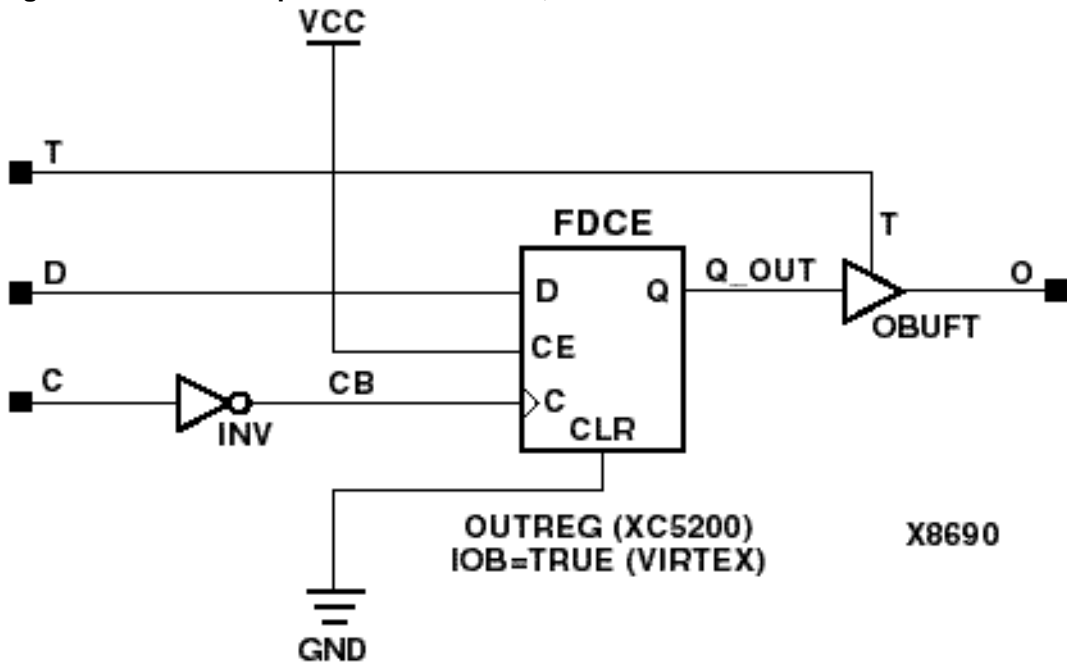 VCC
T
FDCE
T
D
D
Q
Q_OUT
O
OBUFT
CE
C
INV
CB
C
CLR
OUTREG (XC5200)
IOB=TRUE (VIRTEX)
X8690
GND